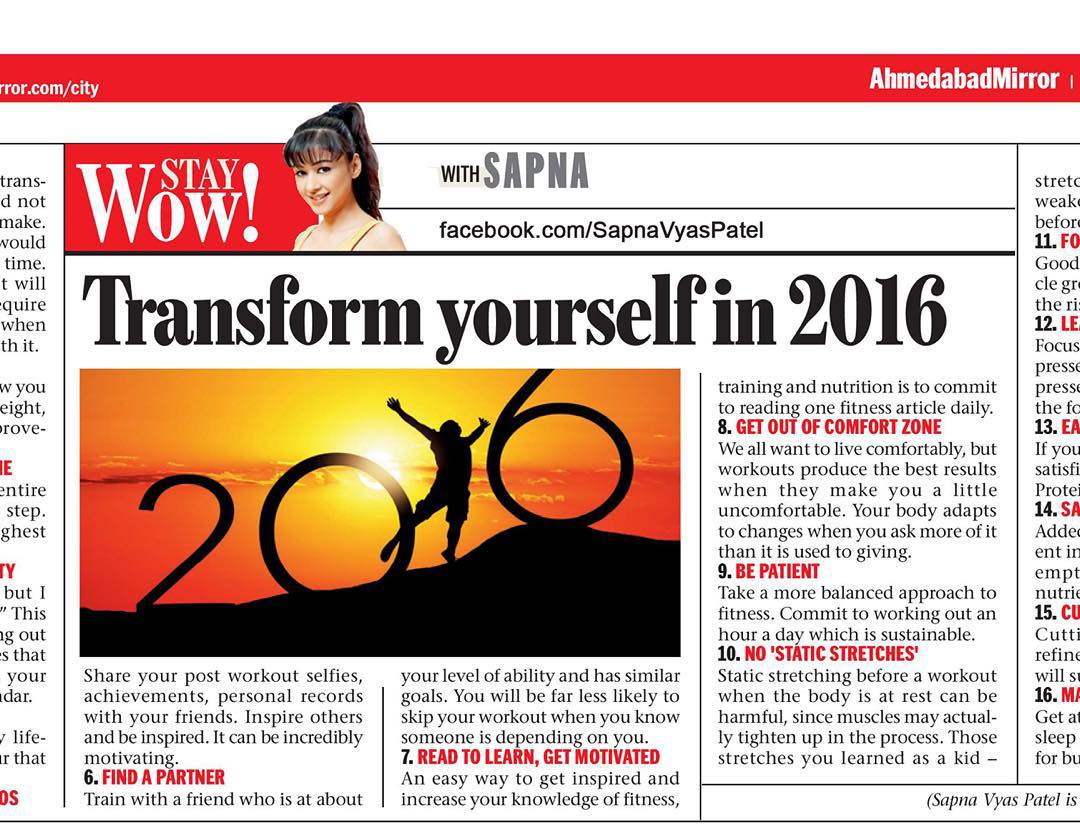 rror.com/city
AhmedabadMirror
STAY
WOW!
WITH SAPNA
facebook.com/SapnaVyasPatel
Transform yourself in 2016
trans-
d not
make.
would
time.
t will
equire
when
th it.
w you
eight,
prove-
E
entire
step.
ghest
TY
but I
” This
ng out
es that
your
ndar.
y life-
r that
OS
2016
Share your post workout selfies,
achievements, personal records
with your friends. Inspire others
and be inspired. It can be incredibly
motivating.
6. FIND A PARTNER
Train with a friend who is at about
your level of ability and has similar
goals. You will be far less likely to
skip your workout when you know
someone is depending on you.
7. READ TO LEARN, GET MOTIVATED
An easy way to get inspired and
increase your knowledge of fitness,
training and nutrition is to commit
to reading one fitness article daily.
8. GET OUT OF COMFORT ZONE
We all want to live comfortably, but
workouts produce the best results
when they make you a little
uncomfortable. Your body adapts
to changes when you ask more of it
than it is used to giving.
9. BE PATIENT
Take a more balanced approach to
fitness. Commit to working out an
hour a day which is sustainable.
10. NO 'STATIC STRETCHES'
Static stretching before a workout
when the body is at rest can be
harmful, since muscles may actual-
ly tighten up in the process. Those
stretches you learned as a kid –
stretc
weake
before
11. FO
Good
cle gro
the ris
12. LEA
Focus
presse
presse
the fo
13. EA
If you
satisfi
Protei
14. SA
Added
ent in
empt
nutrie
15. CU
Cutti
refine
will su
16. MA
Get at
sleep
for bu
(Sapna Vyas Patel is